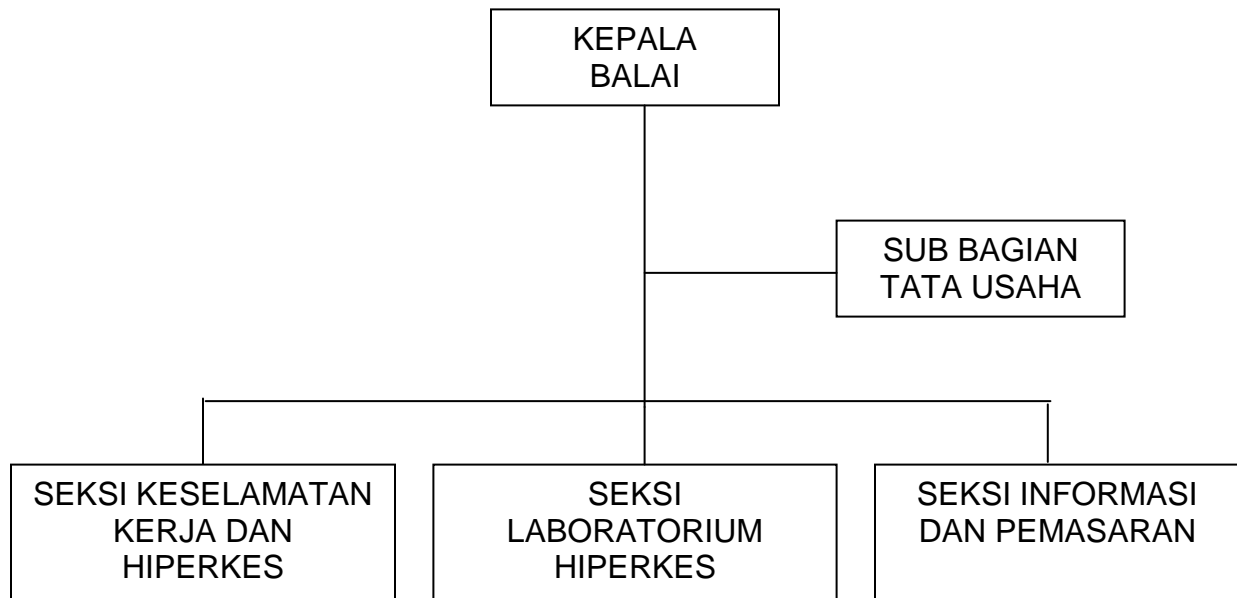 KEPALA
BALAI
SUB BAGIAN
TATA USAHA
SEKSI KESELAMATAN
KERJA DAN
HIPERKES
SEKSI
LABORATORIUM
HIPERKES
SEKSI INFORMASI
DAN PEMASARAN